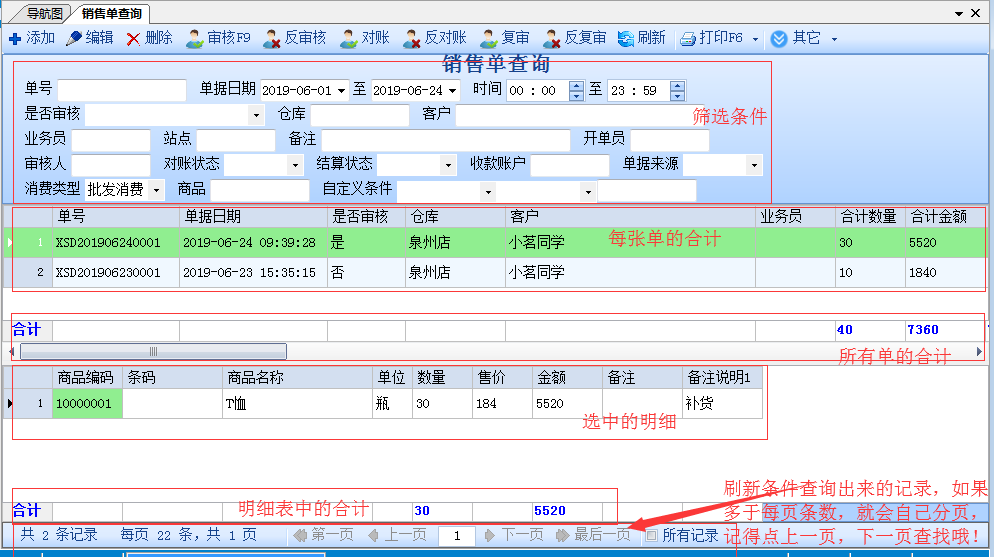 导航图 销售单查询
添加 编辑 删除 审核F9 反审核 对账 反对账 复审 反复审 刷新 打印F6 其它
销售单查询
单号 单据日期 2019-06-01 至 2019-06-24 时间 00 : 00 至 23 : 59
是否审核 仓库 客户 筛选条件
业务员 站点 备注 开单员
审核人 对账状态 结算状态 收款账户 单据来源
消费类型 批发消费 商品 自定义条件
单号 单据日期 是否审核 仓库 客户 业务员 合计数量 合计金额
1 XSD201906240001 2019-06-24 09:39:28 是 泉州店 小茗同学 每张单的合计 30 5520
2 XSD201906230001 2019-06-23 15:35:15 否 泉州店 小茗同学 10 1840
合计 40 7360
所有单的合计
商品编码 条码 商品名称 单位 数量 售价 金额 备注 备注说明1
1 10000001 T恤 瓶 30 184 5520 补货
选中的明细
刷新条件查询出来的记录，如果
多于每页条数，就会自己分页，
记得点上一页，下一页查找哦！
合计 明细表中的合计 30 5520
共 2 条记录 每页 22 条，共 1 页 第一页 上一页 1 下一页 最后一页 所有记录